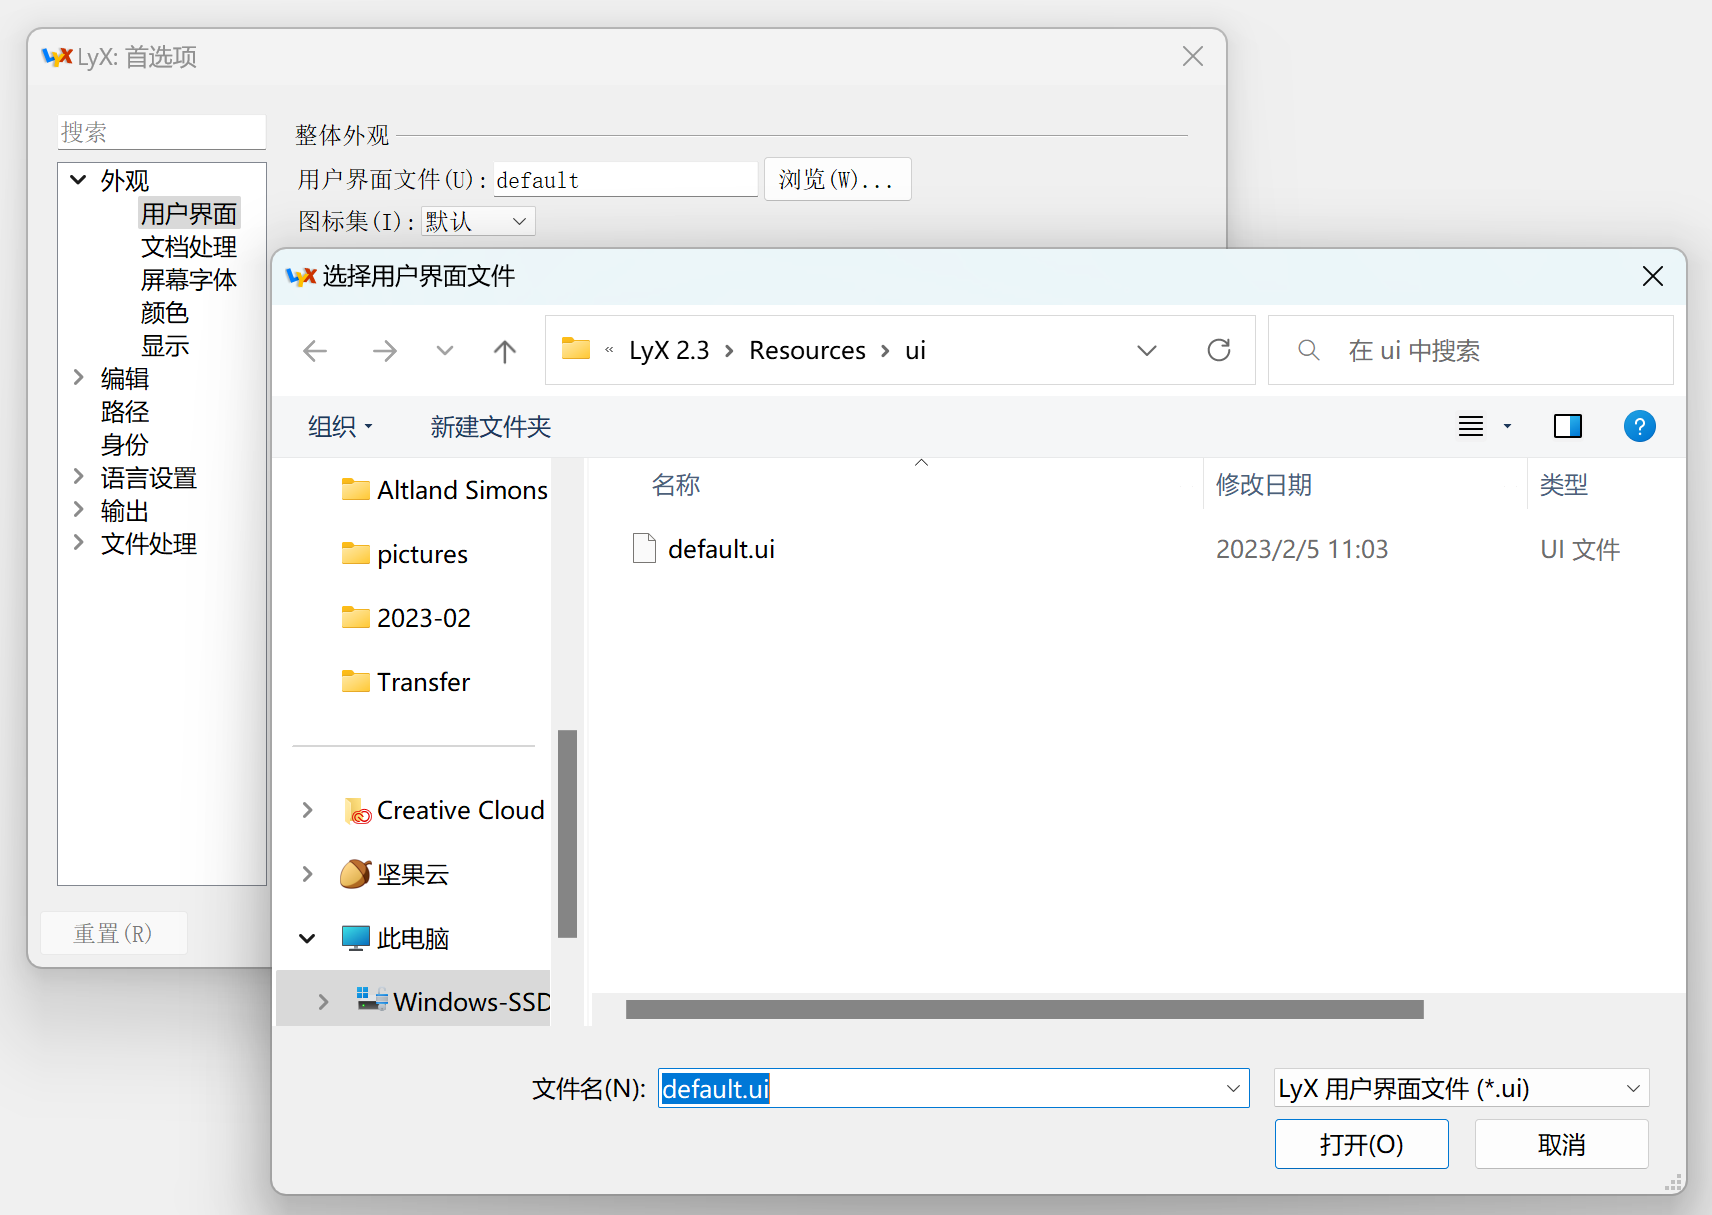 LyX LyX: 首选项
搜索
外观
用户界面
文档处理
屏幕字体
颜色
显示
编辑
路径
身份
语言设置
输出
文件处理
重置(R)
整体外观
用户界面文件(U): default 浏览(W)...
图标集(I): 默认
LyX 选择用户界面文件
« LyX 2.3 › Resources › ui
在 ui 中搜索
组织 新建文件夹
?
Altland Simons
pictures
2023-02
Transfer
Creative Cloud
坚果云
此电脑
Windows-SSD
名称 修改日期 类型
default.ui 2023/2/5 11:03 UI 文件
文件名(N): default.ui LyX 用户界面文件 (*.ui)
打开(O) 取消